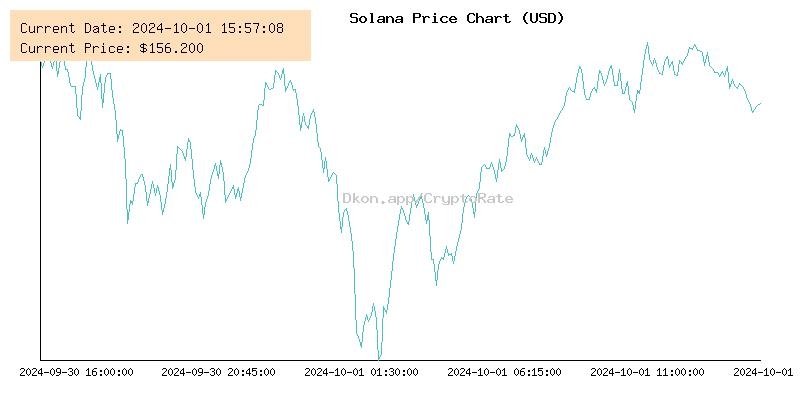 Solana Price Chart (USD)
Current Date: 2024-10-01 15:57:08
Current Price: $156.200
Dkon.app/CryptoRate
2024-09-30 16:00:00 2024-09-30 20:45:00 2024-10-01 01:30:00 2024-10-01 06:15:00 2024-10-01 11:00:00 2024-10-01